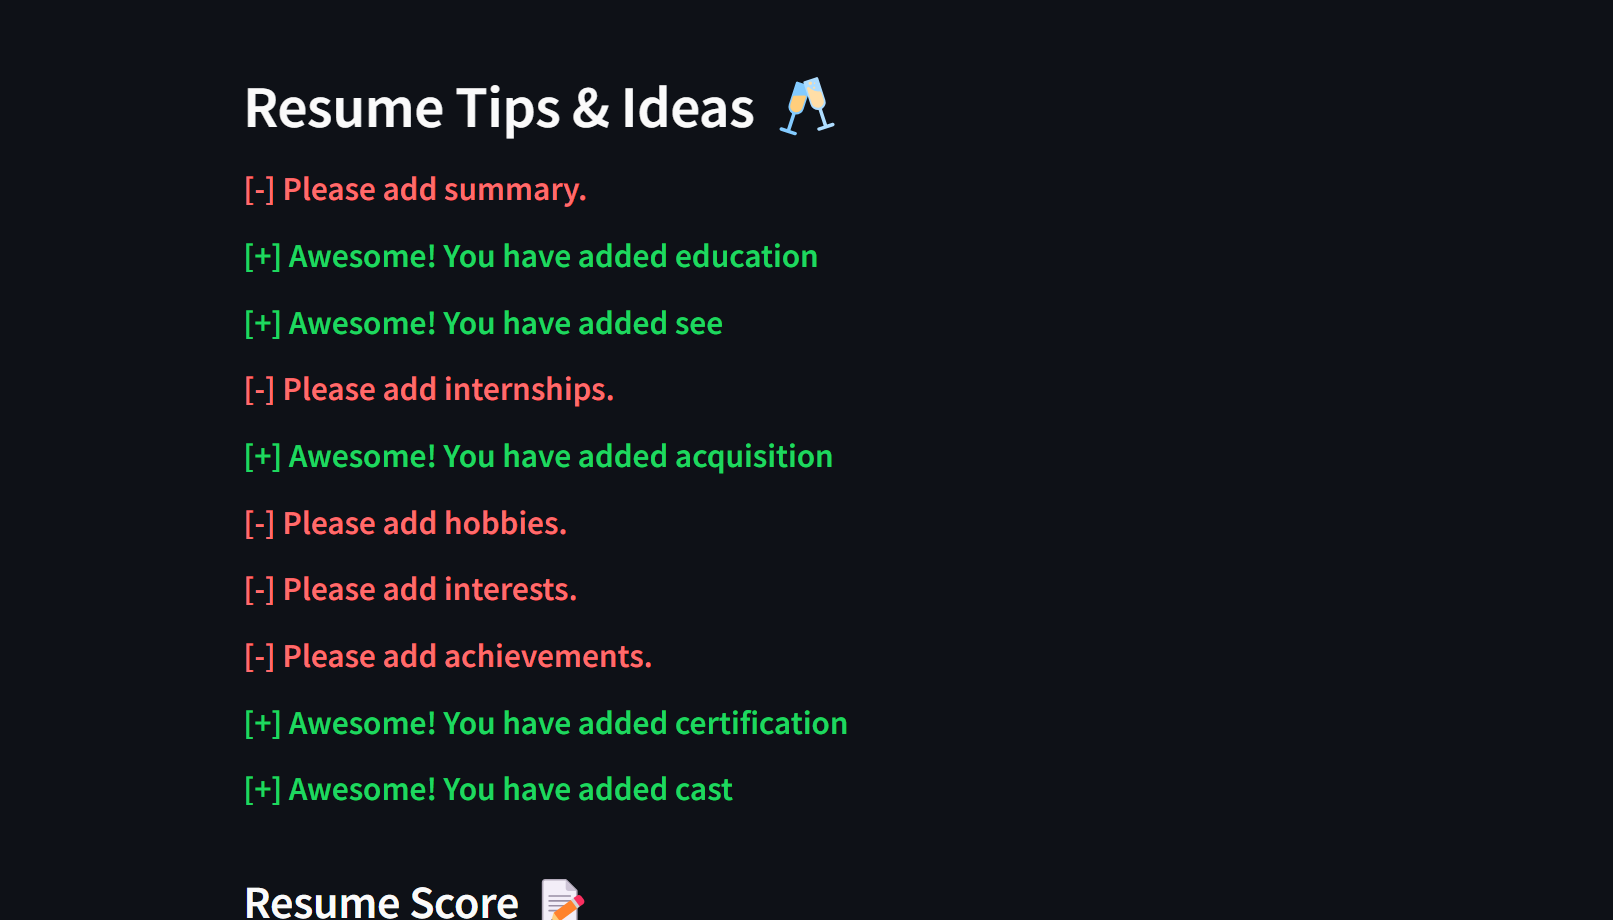 Resume Tips & Ideas
[-] Please add summary.
[+] Awesome! You have added education
[+] Awesome! You have added see
[-] Please add internships.
[+] Awesome! You have added acquisition
[-] Please add hobbies.
[-] Please add interests.
[-] Please add achievements.
[+] Awesome! You have added certification
[+] Awesome! You have added cast
Resume Score